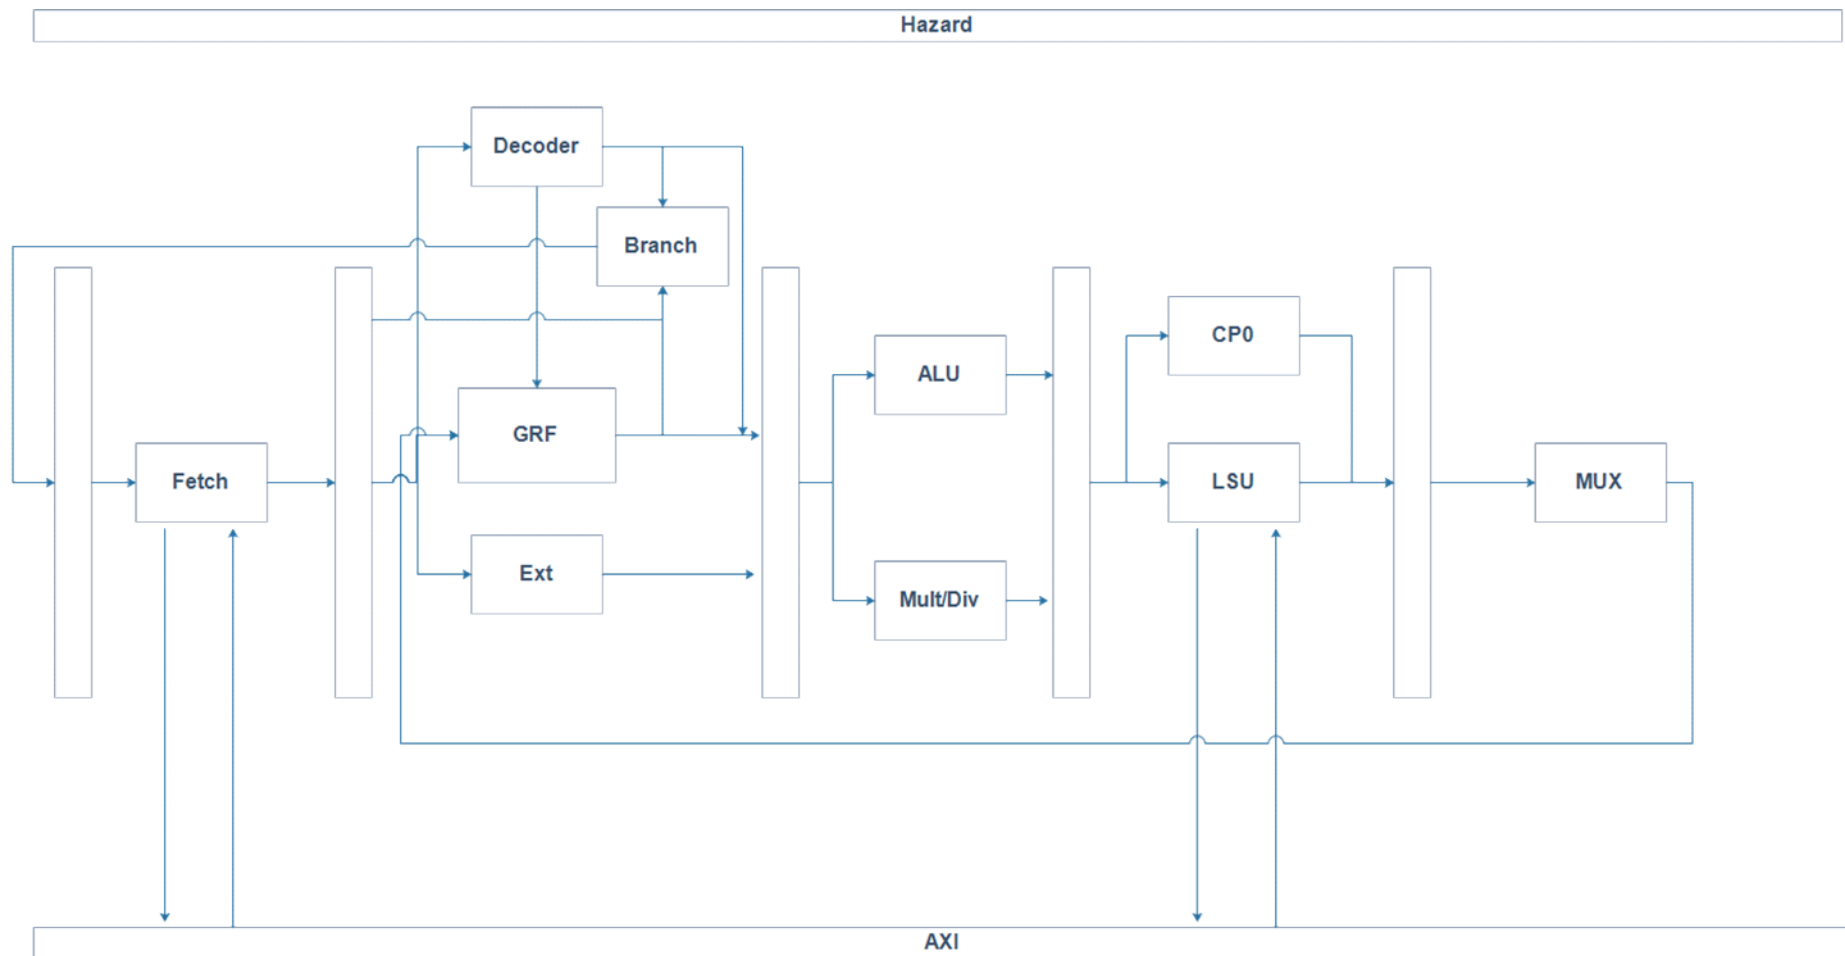 Hazard
Decoder
Branch
CP0
ALU
GRF
Fetch
LSU
MUX
Ext
Mult/Div
AXI